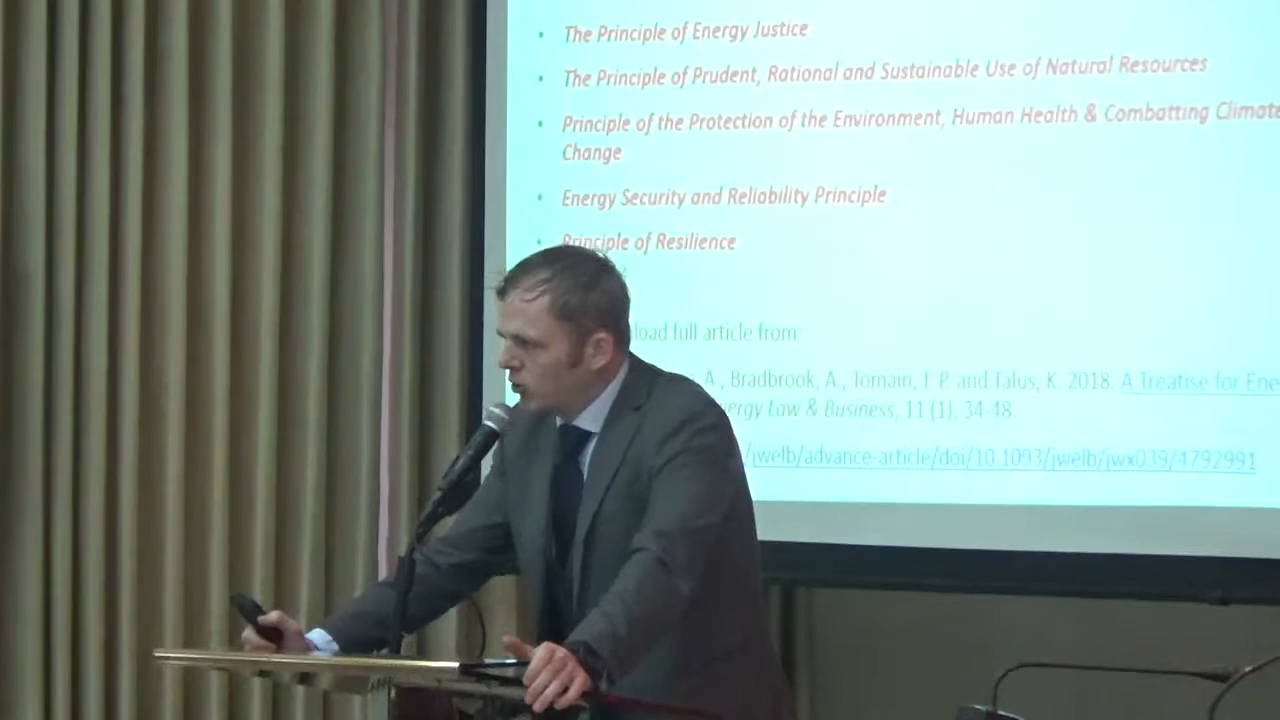 • The Principle of Energy Justice
• The Principle of Prudent, Rational and Sustainable Use of Natural Resources
• Principle of the Protection of the Environment, Human Health & Combatting Climate
Change
• Energy Security and Reliability Principle
• Principle of Resilience
load full article from:
A., Bradbrook, A., Tomain, J. P. and Talus, K. 2018. A Treatise for Ene
ergy Law & Business, 11 (1), 34-48.
/jwelb/advance-article/doi/10.1093/jwelb/jwx039/4792991